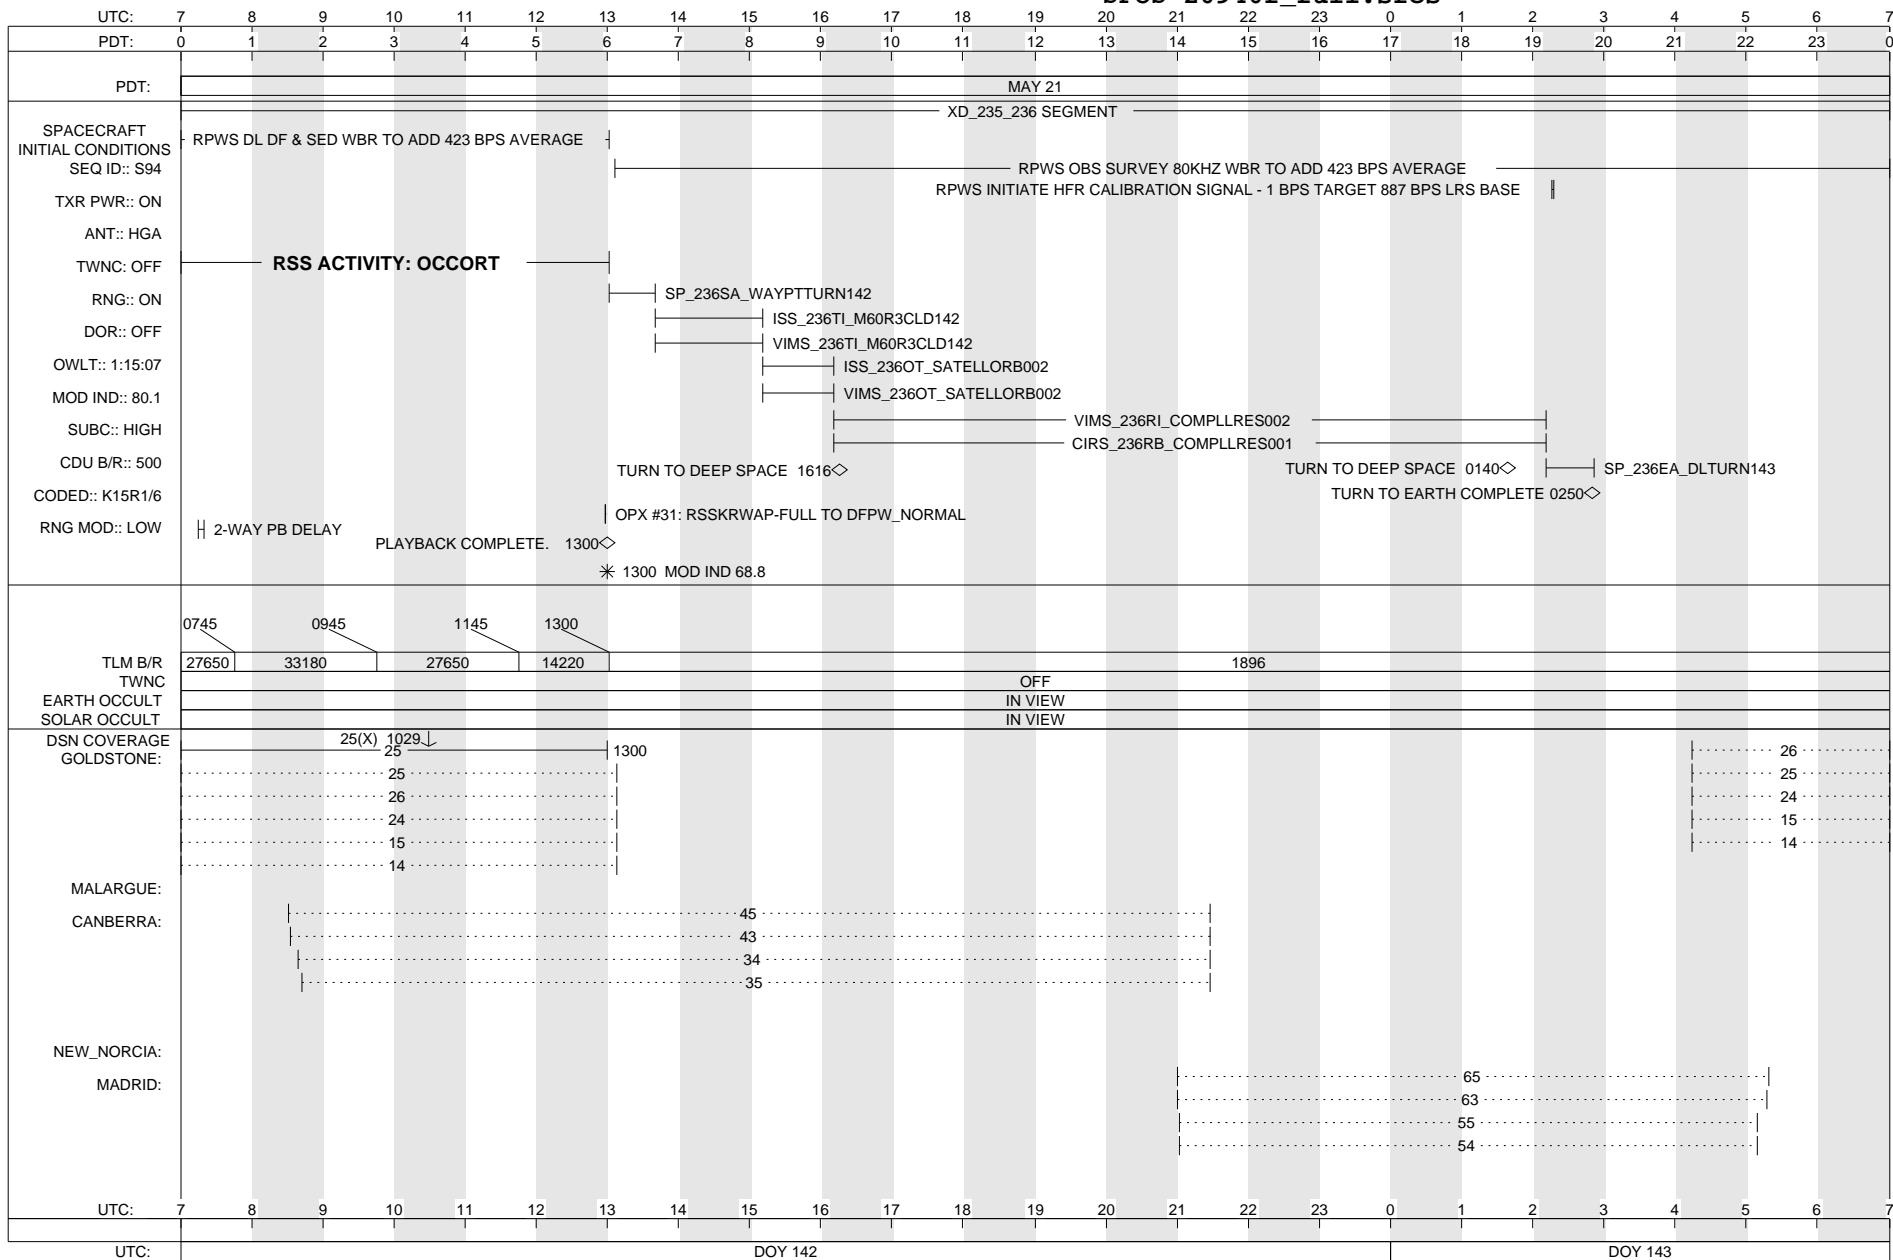 UTC: 7 8 9 10 11 12 13 14 15 16 17 18 19 20 21 22 23 0 1 2 3 4 5 6 7
PDT: 0 1 2 3 4 5 6 7 8 9 10 11 12 13 14 15 16 17 18 19 20 21 22 23 0
PDT: MAY 21
XD_235_236 SEGMENT
SPACECRAFT
INITIAL CONDITIONS
RPWS DL DF & SED WBR TO ADD 423 BPS AVERAGE
SEQ ID:: S94
RPWS OBS SURVEY 80KHZ WBR TO ADD 423 BPS AVERAGE
RPWS INITIATE HFR CALIBRATION SIGNAL - 1 BPS TARGET 887 BPS LRS BASE
TXR PWR:: ON
ANT:: HGA
TWNC: OFF
RSS ACTIVITY: OCCORT
RNG:: ON
SP_236SA_WAYPTTURN142
ISS_236TI_M60R3CLD142
DOR:: OFF
VIMS_236TI_M60R3CLD142
OWLT:: 1:15:07
ISS_236OT_SATELLORB002
MOD IND:: 80.1
VIMS_236OT_SATELLORB002
VIMS_236RI_COMPLLRES002
SUBC:: HIGH
CIRS_236RB_COMPLLRES001
CDU B/R:: 500
TURN TO DEEP SPACE 1616
TURN TO DEEP SPACE 0140
SP_236EA_DLTURN143
CODED:: K15R1/6
TURN TO EARTH COMPLETE 0250
OPX #31: RSSKRWAP-FULL TO DFPW_NORMAL
RNG MOD:: LOW
2-WAY PB DELAY
PLAYBACK COMPLETE. 1300
1300 MOD IND 68.8
0745 0945 1145 1300
TLM B/R 27650 33180 27650 14220 1896
TWNC OFF
EARTH OCCULT IN VIEW
SOLAR OCCULT IN VIEW
DSN COVERAGE
25(X) 1029
GOLDSTONE:
25 1300 26
25 25
26 24
24 15
15 14
14
MALARGUE:
CANBERRA:
45
43
34
35
NEW_NORCIA:
MADRID:
65
63
55
54
UTC: 7 8 9 10 11 12 13 14 15 16 17 18 19 20 21 22 23 0 1 2 3 4 5 6 7
UTC: DOY 142 DOY 143